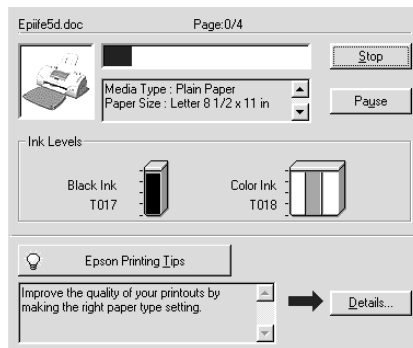 Epiife5d.doc Page:0/4
Stop
Media Type : Plain Paper
Paper Size : Letter 8 1/2 x 11 in
Pause
Ink Levels
Black Ink
T017
Color Ink
T018
Epson Printing Tips
Improve the quality of your printouts by
making the right paper type setting.
Details...